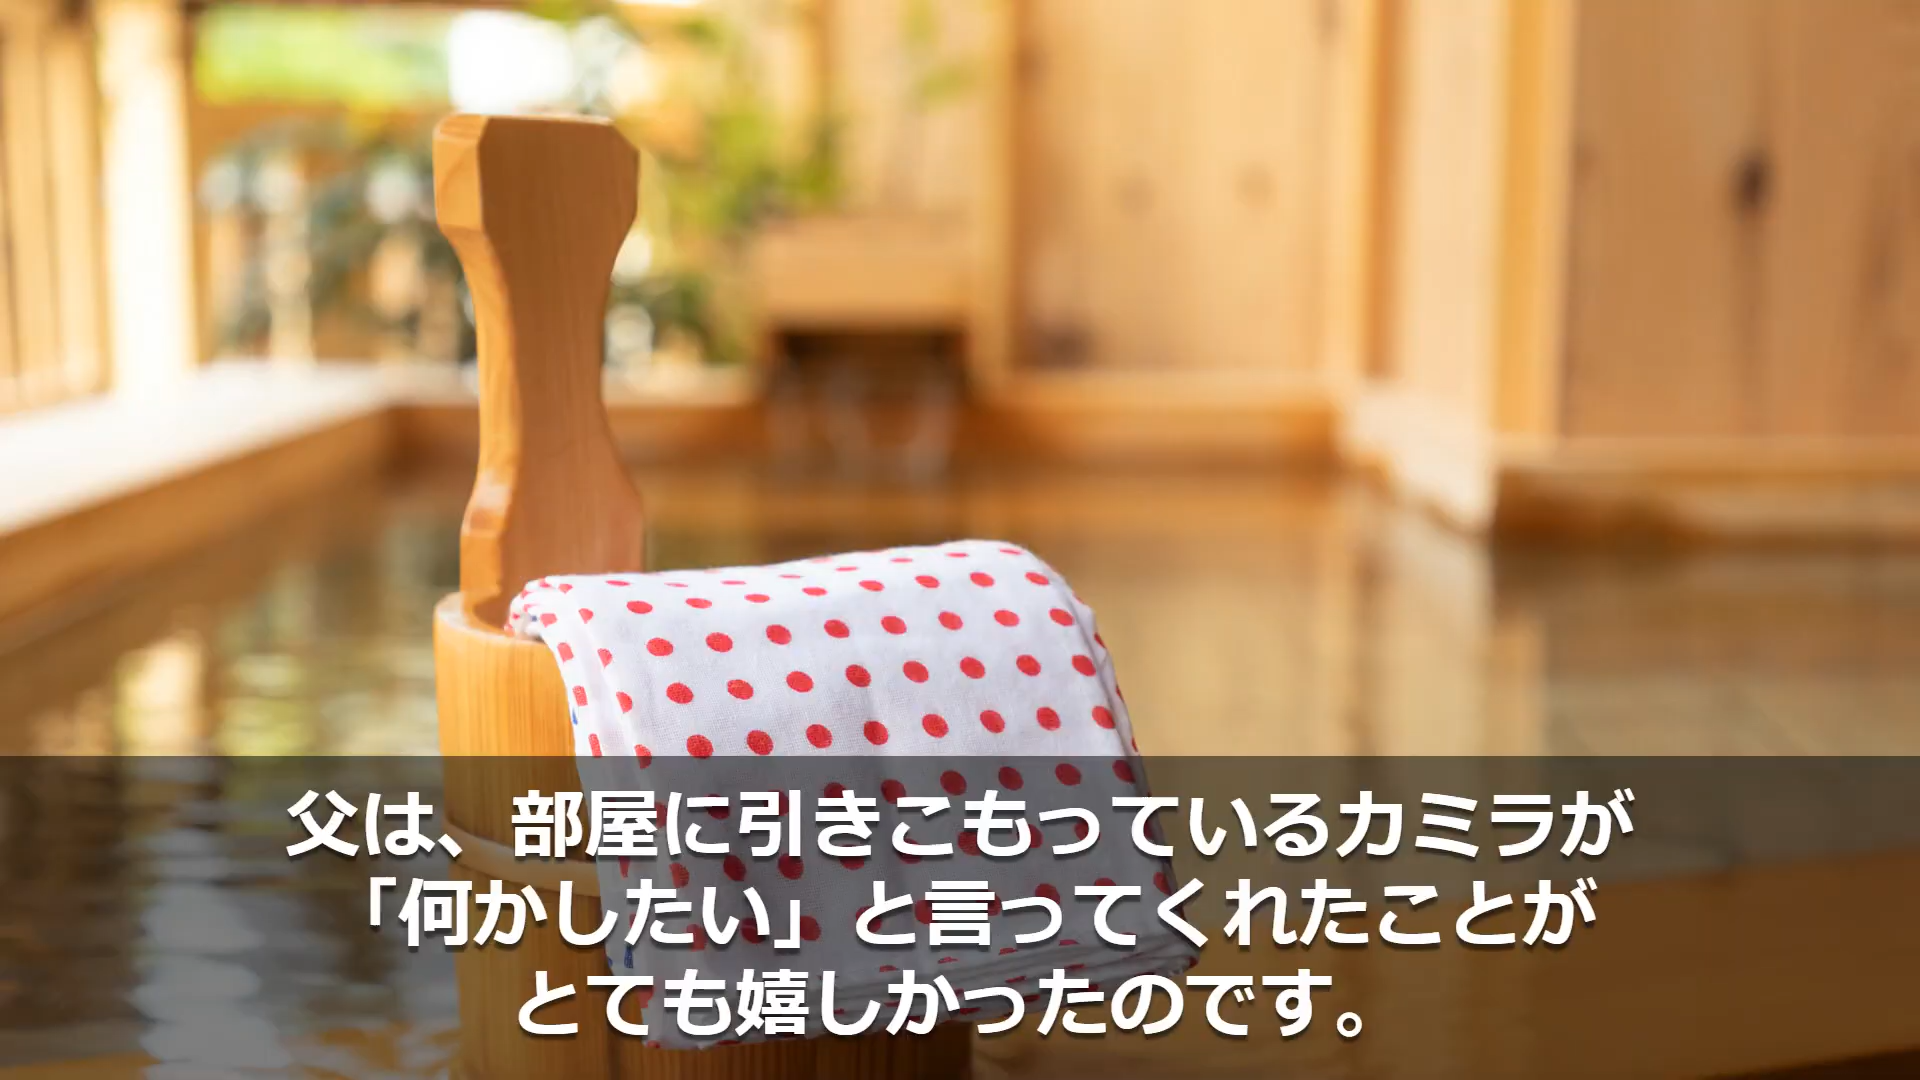 父は、部屋に引きこもっているカミラが
「何かしたい」と言ってくれたことが
とても嬉しかったのです。